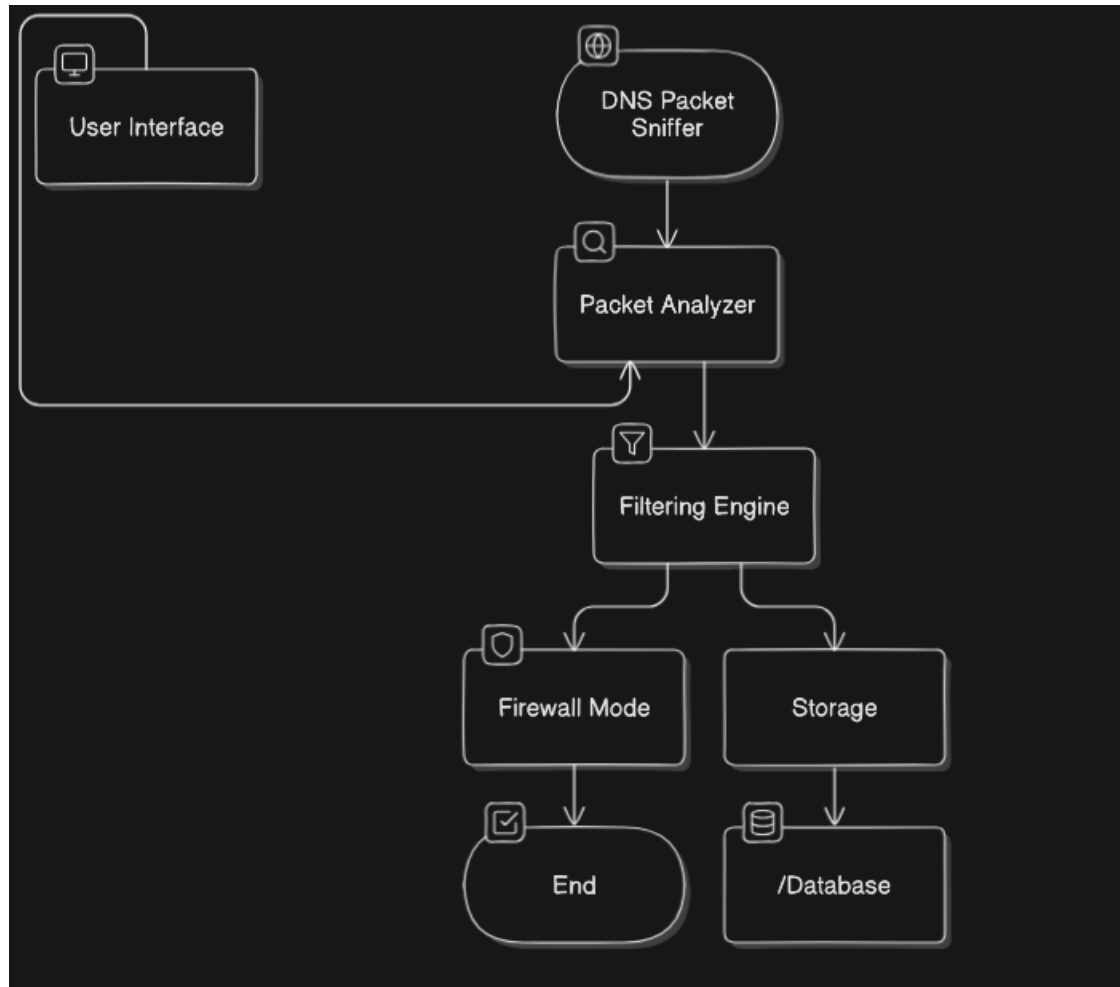 User Interface
DNS Packet
Sniffer
Packet Analyzer
Filtering Engine
Firewall Mode
Storage
End
/Database